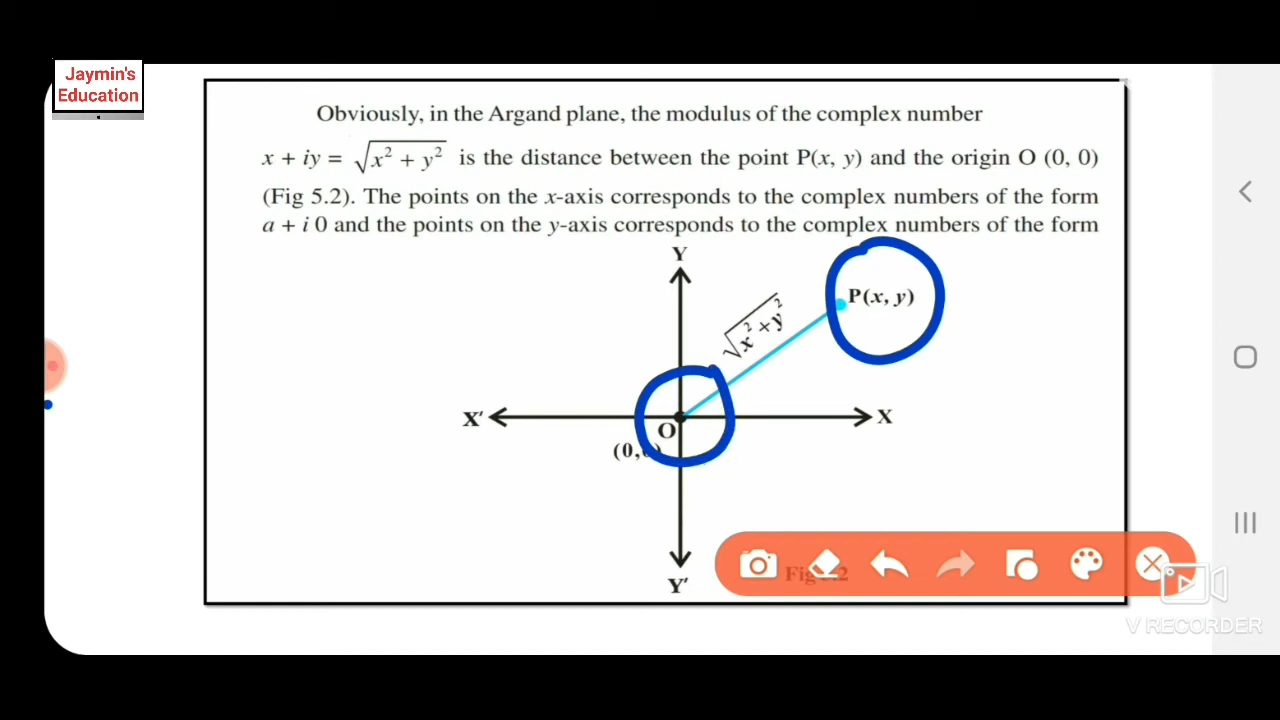 Jaymin's
Education
Obviously, in the Argand plane, the modulus of the complex number
x + iy = √x² + y² is the distance between the point P(x, y) and the origin O (0, 0)
(Fig 5.2). The points on the x-axis corresponds to the complex numbers of the form
a + i 0 and the points on the y-axis corresponds to the complex numbers of the form
Y
P(x, y)
√x² + y²
X′
X
O
(0,
Y′
V RECORDER